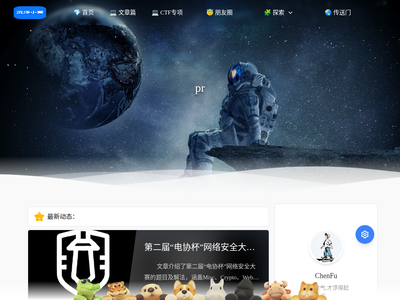 首页
文章篇
CTF专项
朋友圈
探索
传送门
pr
最新动态:
第二届“电协杯”网络安全大…
文章介绍了第二届“电协杯”网络安全大
赛的题目及解法，涵盖Misc、Crypto、Web…
ChenFu